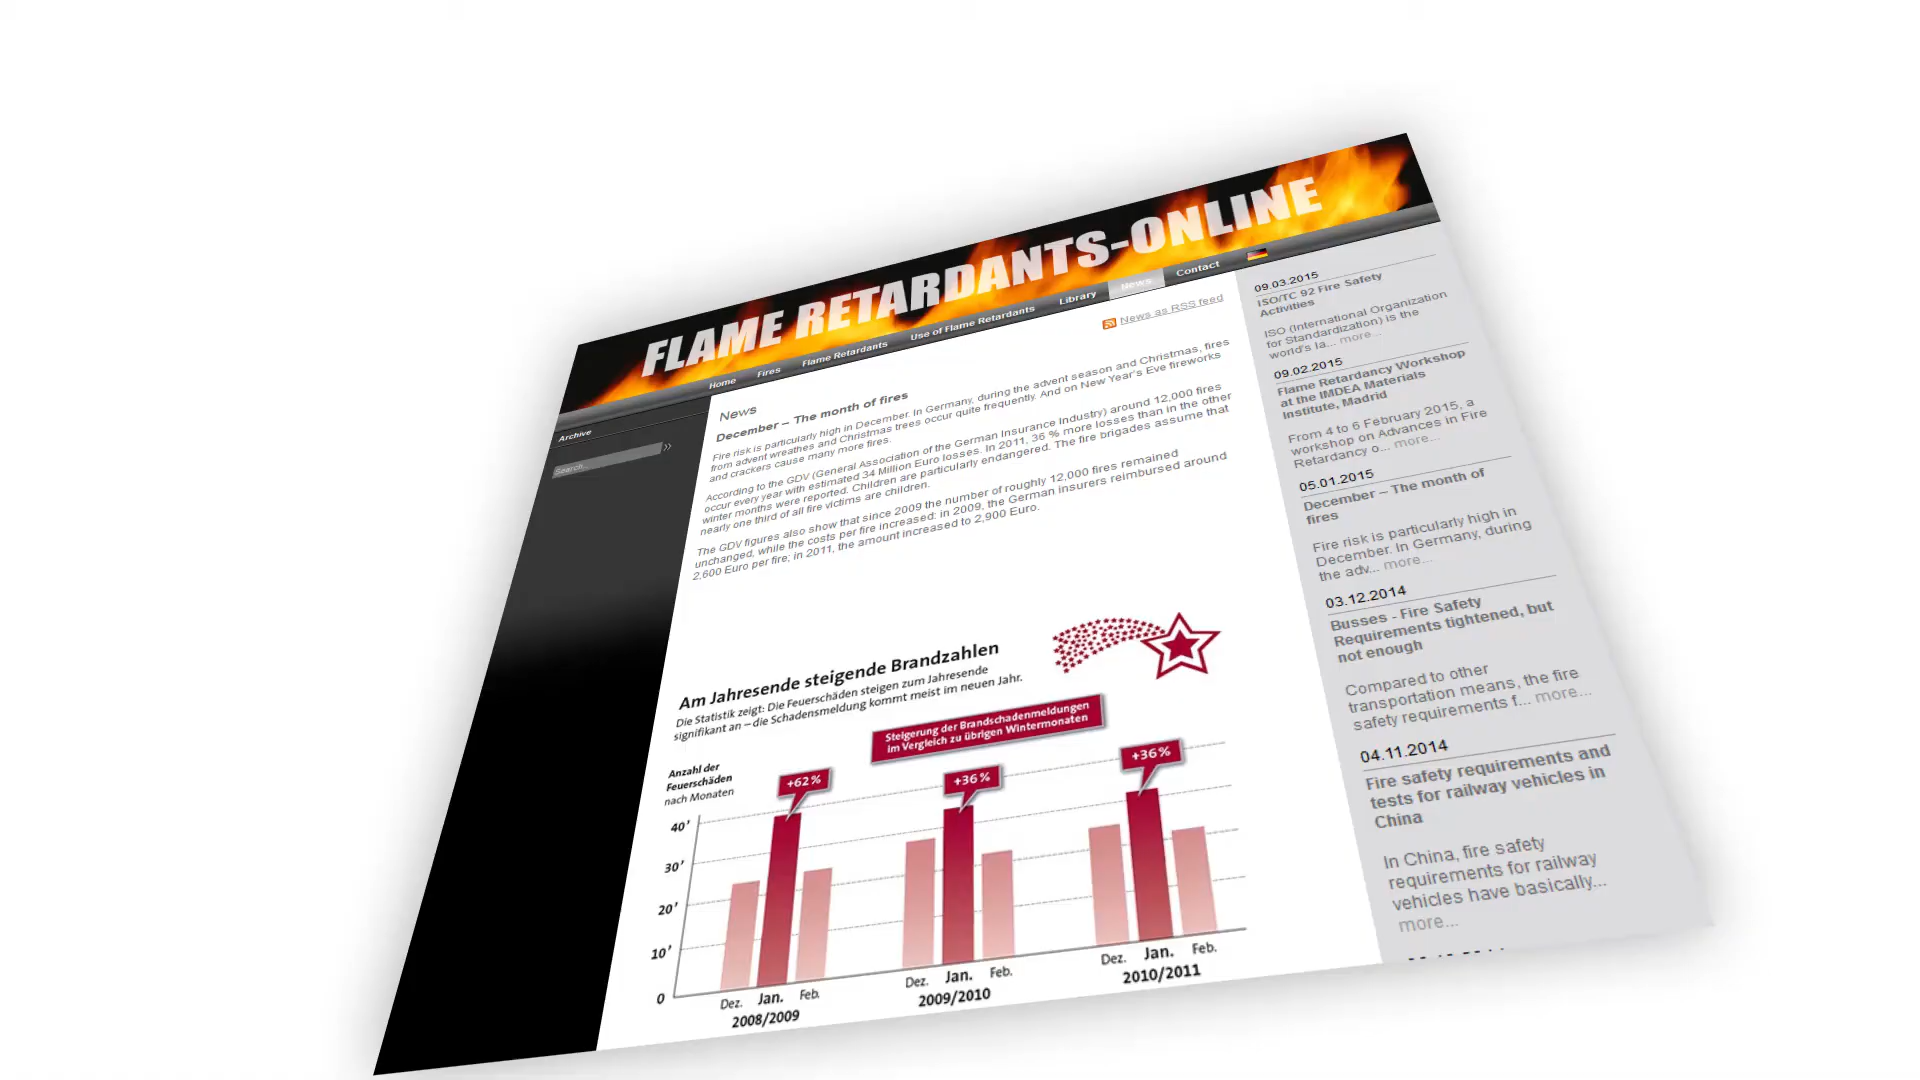 FLAME RETARDANTS-ONLINE
Home Fires Flame Retardants Use of Flame Retardants Library News Contact
Archive
Search...
»
News as RSS feed
News
December – The month of fires
Fire risk is particularly high in December. In Germany, during the advent season and Christmas, fires
from advent wreathes and Christmas trees occur quite frequently. And on New Year's Eve fireworks
and crackers cause many more fires.
According to the GDV (General Association of the German Insurance Industry) around 12,000 fires
occur every year with estimated 34 Million Euro losses. In 2011, 36 % more losses than in the other
winter months were reported. Children are particularly endangered. The fire brigades assume that
nearly one third of all fire victims are children.
The GDV figures also show that since 2009 the number of roughly 12,000 fires remained
unchanged, while the costs per fire increased: in 2009, the German insurers reimbursed around
2,600 Euro per fire; in 2011, the amount increased to 2,900 Euro.
Am Jahresende steigende Brandzahlen
Die Statistik zeigt: Die Feuerschäden steigen zum Jahresende
signifikant an – die Schadensmeldung kommt meist im neuen Jahr.
Steigerung der Brandschadenmeldungen
im Vergleich zu übrigen Wintermonaten
Anzahl der
Feuerschäden
nach Monaten
+62 %
+36 %
+36 %
40'
30'
20'
10'
0
Dez. Jan. Feb.
2008/2009
Dez. Jan. Feb.
2009/2010
Dez. Jan. Feb.
2010/2011
09.03.2015
ISO/TC 92 Fire Safety
Activities
ISO (International Organization
for Standardization) is the
world's la... more...
09.02.2015
Flame Retardancy Workshop
at the IMDEA Materials
Institute, Madrid
From 4 to 6 February 2015, a
workshop on Advances in Fire
Retardancy o... more...
05.01.2015
December – The month of
fires
Fire risk is particularly high in
December. In Germany, during
the adv... more...
03.12.2014
Busses - Fire Safety
Requirements tightened, but
not enough
Compared to other
transportation means, the fire
safety requirements f... more...
04.11.2014
Fire safety requirements and
tests for railway vehicles in
China
In China, fire safety
requirements for railway
vehicles have basically...
more...